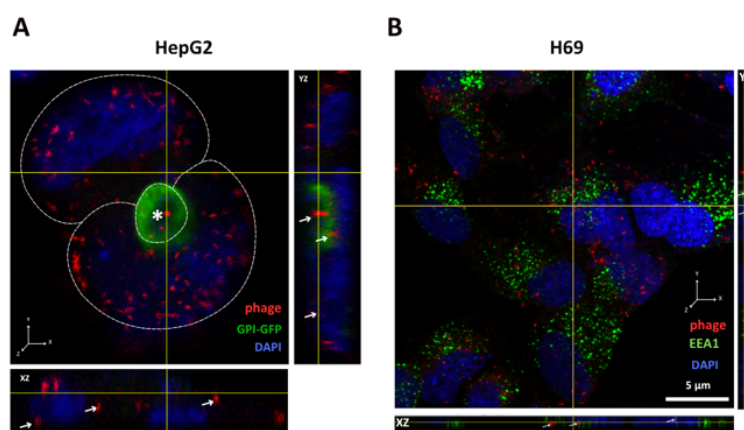 A
HepG2
YZ
*
phage
GPI-GFP
DAPI
Y
Z
X
XZ
B
H69
Y
Y
Z
X
phage
EEA1
DAPI
5 µm
XZ